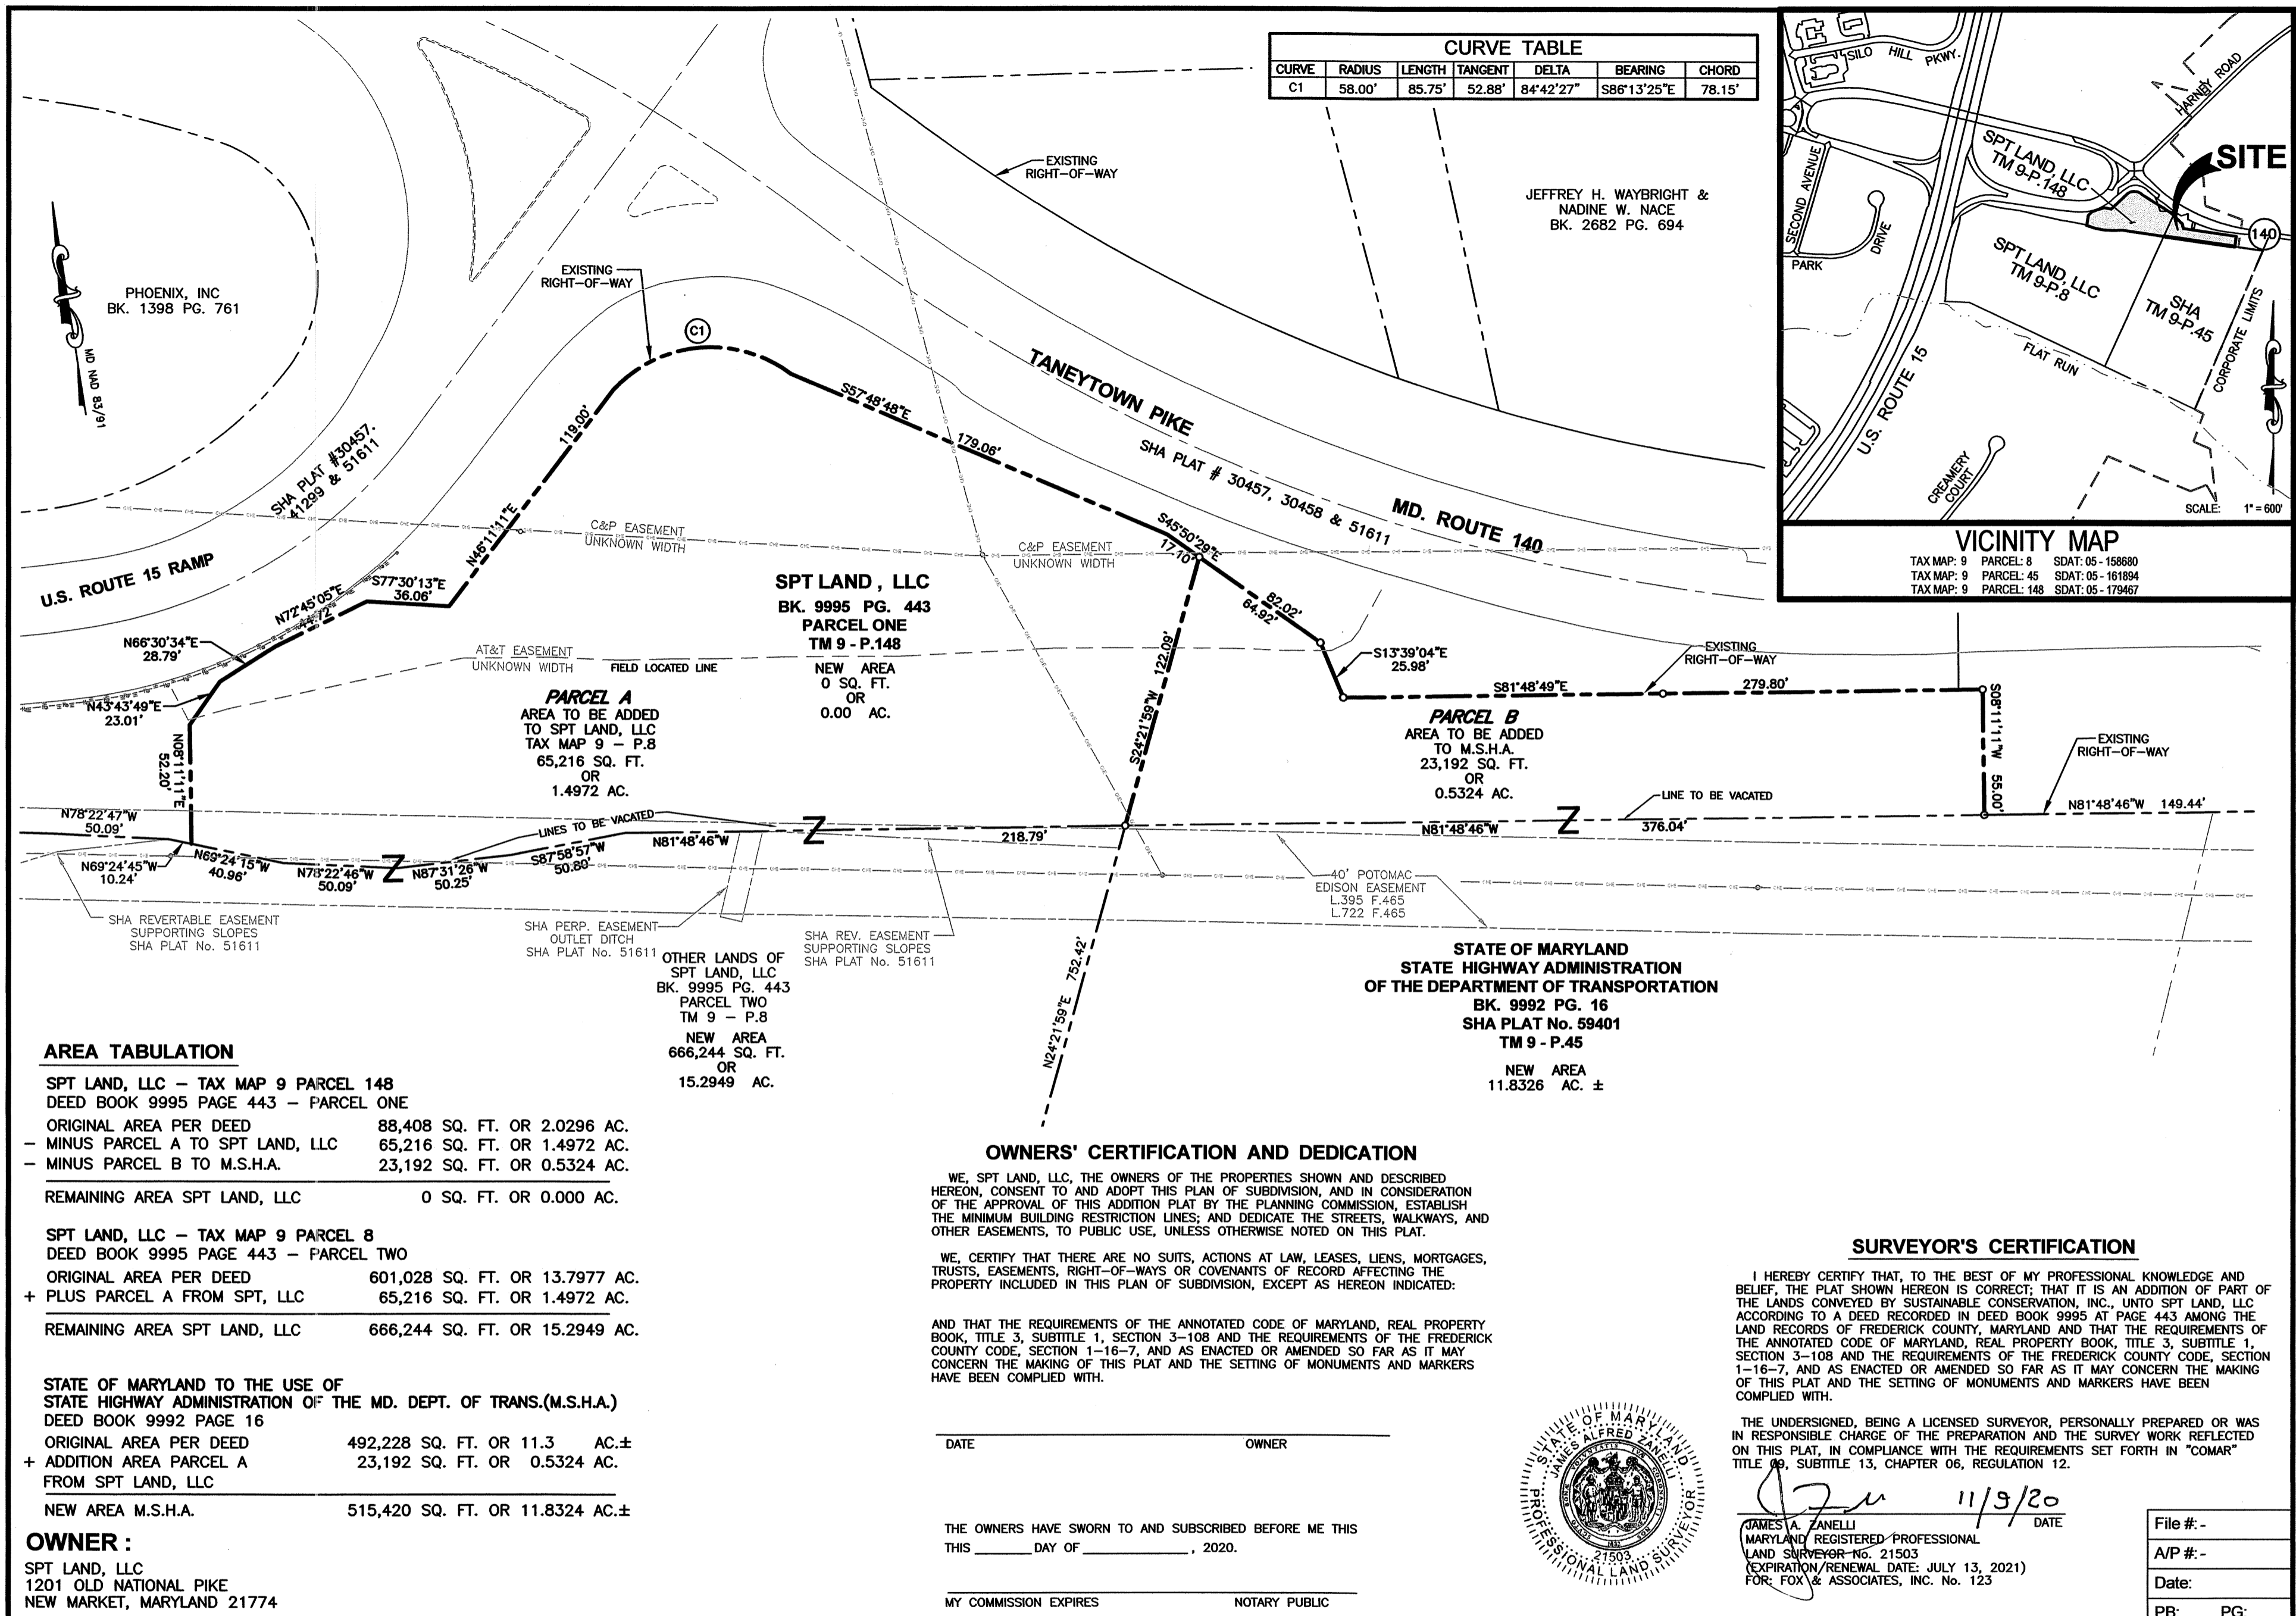 CURVE TABLE
CURVE RADIUS LENGTH TANGENT DELTA BEARING CHORD
C1 58.00' 85.75' 52.88' 84°42'27" S86°13'25"E 78.15'
SILO HILL PKWY.
HARNEY ROAD
SPT LAND, LLC
TM 9-P.148
SITE
SECOND AVENUE
PARK
DRIVE
140
SPT LAND, LLC
TM 9-P.8
SHA
TM 9-P.45
CORPORATE LIMITS
U.S. ROUTE 15
FLAT RUN
CREAMERY
COURT
SCALE: 1" = 600'
VICINITY MAP
TAX MAP: 9 PARCEL: 8 SDAT: 05 - 158680
TAX MAP: 9 PARCEL: 45 SDAT: 05 - 161894
TAX MAP: 9 PARCEL: 148 SDAT: 05 - 179467
EXISTING
RIGHT-OF-WAY
JEFFREY H. WAYBRIGHT &
NADINE W. NACE
BK. 2682 PG. 694
PHOENIX, INC
BK. 1398 PG. 761
MD NAD 83/91
EXISTING
RIGHT-OF-WAY
C1
TANEYTOWN PIKE
SHA PLAT # 30457, 30458 & 51611
MD. ROUTE 140
SHA PLAT #30457,
41299 & 51611
U.S. ROUTE 15 RAMP
119.00'
N46°11'11"E
S57°48'48"E
179.06'
C&P EASEMENT
UNKNOWN WIDTH
C&P EASEMENT
UNKNOWN WIDTH
S45°50'29"E
17.10'
82.02'
64.92'
S77°30'13"E
36.06'
N72°45'05"E
44.72'
N66°30'34"E
28.79'
N43°43'49"E
23.01'
N08°11'11"E
52.20'
SPT LAND, LLC
BK. 9995 PG. 443
PARCEL ONE
TM 9 - P.148
NEW AREA
0 SQ. FT.
OR
0.00 AC.
AT&T EASEMENT
UNKNOWN WIDTH
FIELD LOCATED LINE
PARCEL A
AREA TO BE ADDED
TO SPT LAND, LLC
TAX MAP 9 - P.8
65,216 SQ. FT.
OR
1.4972 AC.
S24°21'59"W 122.09'
S13°39'04"E
25.98'
EXISTING
RIGHT-OF-WAY
S81°48'49"E
279.80'
PARCEL B
AREA TO BE ADDED
TO M.S.H.A.
23,192 SQ. FT.
OR
0.5324 AC.
S08°11'11"W 55.00'
EXISTING
RIGHT-OF-WAY
LINE TO BE VACATED
N81°48'46"W 149.44'
N78°22'47"W
50.09'
LINES TO BE VACATED
N81°48'46"W
Z
218.79'
N81°48'46"W
Z
376.04'
N69°24'45"W
10.24'
N69°24'15"W
40.96'
N78°22'46"W
50.09'
Z
N87°31'26"W
50.25'
S87°58'57"W
50.80'
40' POTOMAC
EDISON EASEMENT
L.395 F.465
L.722 F.465
SHA REVERTABLE EASEMENT
SUPPORTING SLOPES
SHA PLAT No. 51611
SHA PERP. EASEMENT
OUTLET DITCH
SHA PLAT No. 51611
SHA REV. EASEMENT
SUPPORTING SLOPES
SHA PLAT No. 51611
OTHER LANDS OF
SPT LAND, LLC
BK. 9995 PG. 443
PARCEL TWO
TM 9 - P.8
NEW AREA
666,244 SQ. FT.
OR
15.2949 AC.
N24°21'59"E 752.42'
STATE OF MARYLAND
STATE HIGHWAY ADMINISTRATION
OF THE DEPARTMENT OF TRANSPORTATION
BK. 9992 PG. 16
SHA PLAT No. 59401
TM 9 - P.45
NEW AREA
11.8326 AC. ±
AREA TABULATION
SPT LAND, LLC - TAX MAP 9 PARCEL 148
DEED BOOK 9995 PAGE 443 - PARCEL ONE
ORIGINAL AREA PER DEED 88,408 SQ. FT. OR 2.0296 AC.
- MINUS PARCEL A TO SPT LAND, LLC 65,216 SQ. FT. OR 1.4972 AC.
- MINUS PARCEL B TO M.S.H.A. 23,192 SQ. FT. OR 0.5324 AC.
REMAINING AREA SPT LAND, LLC 0 SQ. FT. OR 0.000 AC.
SPT LAND, LLC - TAX MAP 9 PARCEL 8
DEED BOOK 9995 PAGE 443 - PARCEL TWO
ORIGINAL AREA PER DEED 601,028 SQ. FT. OR 13.7977 AC.
+ PLUS PARCEL A FROM SPT, LLC 65,216 SQ. FT. OR 1.4972 AC.
REMAINING AREA SPT LAND, LLC 666,244 SQ. FT. OR 15.2949 AC.
STATE OF MARYLAND TO THE USE OF
STATE HIGHWAY ADMINISTRATION OF THE MD. DEPT. OF TRANS.(M.S.H.A.)
DEED BOOK 9992 PAGE 16
ORIGINAL AREA PER DEED 492,228 SQ. FT. OR 11.3 AC.±
+ ADDITION AREA PARCEL A 23,192 SQ. FT. OR 0.5324 AC.
FROM SPT LAND, LLC
NEW AREA M.S.H.A. 515,420 SQ. FT. OR 11.8324 AC.±
OWNER :
SPT LAND, LLC
1201 OLD NATIONAL PIKE
NEW MARKET, MARYLAND 21774
OWNERS' CERTIFICATION AND DEDICATION
WE, SPT LAND, LLC, THE OWNERS OF THE PROPERTIES SHOWN AND DESCRIBED
HEREON, CONSENT TO AND ADOPT THIS PLAN OF SUBDIVISION, AND IN CONSIDERATION
OF THE APPROVAL OF THIS ADDITION PLAT BY THE PLANNING COMMISSION, ESTABLISH
THE MINIMUM BUILDING RESTRICTION LINES; AND DEDICATE THE STREETS, WALKWAYS, AND
OTHER EASEMENTS, TO PUBLIC USE, UNLESS OTHERWISE NOTED ON THIS PLAT.
WE, CERTIFY THAT THERE ARE NO SUITS, ACTIONS AT LAW, LEASES, LIENS, MORTGAGES,
TRUSTS, EASEMENTS, RIGHT-OF-WAYS OR COVENANTS OF RECORD AFFECTING THE
PROPERTY INCLUDED IN THIS PLAN OF SUBDIVISION, EXCEPT AS HEREON INDICATED:
AND THAT THE REQUIREMENTS OF THE ANNOTATED CODE OF MARYLAND, REAL PROPERTY
BOOK, TITLE 3, SUBTITLE 1, SECTION 3-108 AND THE REQUIREMENTS OF THE FREDERICK
COUNTY CODE, SECTION 1-16-7, AND AS ENACTED OR AMENDED SO FAR AS IT MAY
CONCERN THE MAKING OF THIS PLAT AND THE SETTING OF MONUMENTS AND MARKERS
HAVE BEEN COMPLIED WITH.
DATE OWNER
THE OWNERS HAVE SWORN TO AND SUBSCRIBED BEFORE ME THIS
THIS ______ DAY OF ____________, 2020.
MY COMMISSION EXPIRES NOTARY PUBLIC
STATE OF MARYLAND
JAMES ALFRED ZANELLI
21503
PROFESSIONAL LAND SURVEYOR
SURVEYOR'S CERTIFICATION
I HEREBY CERTIFY THAT, TO THE BEST OF MY PROFESSIONAL KNOWLEDGE AND
BELIEF, THE PLAT SHOWN HEREON IS CORRECT; THAT IT IS AN ADDITION OF PART OF
THE LANDS CONVEYED BY SUSTAINABLE CONSERVATION, INC., UNTO SPT LAND, LLC
ACCORDING TO A DEED RECORDED IN DEED BOOK 9995 AT PAGE 443 AMONG THE
LAND RECORDS OF FREDERICK COUNTY, MARYLAND AND THAT THE REQUIREMENTS OF
THE ANNOTATED CODE OF MARYLAND, REAL PROPERTY BOOK, TITLE 3, SUBTITLE 1,
SECTION 3-108 AND THE REQUIREMENTS OF THE FREDERICK COUNTY CODE, SECTION
1-16-7, AND AS ENACTED OR AMENDED SO FAR AS IT MAY CONCERN THE MAKING
OF THIS PLAT AND THE SETTING OF MONUMENTS AND MARKERS HAVE BEEN
COMPLIED WITH.
THE UNDERSIGNED, BEING A LICENSED SURVEYOR, PERSONALLY PREPARED OR WAS
IN RESPONSIBLE CHARGE OF THE PREPARATION AND THE SURVEY WORK REFLECTED
ON THIS PLAT, IN COMPLIANCE WITH THE REQUIREMENTS SET FORTH IN "COMAR"
TITLE 09, SUBTITLE 13, CHAPTER 06, REGULATION 12.
11/9/20
DATE
JAMES A. ZANELLI
MARYLAND REGISTERED PROFESSIONAL
LAND SURVEYOR No. 21503
(EXPIRATION/RENEWAL DATE: JULY 13, 2021)
FOR: FOX & ASSOCIATES, INC. No. 123
File #: -
A/P #: -
Date:
PB: PG: